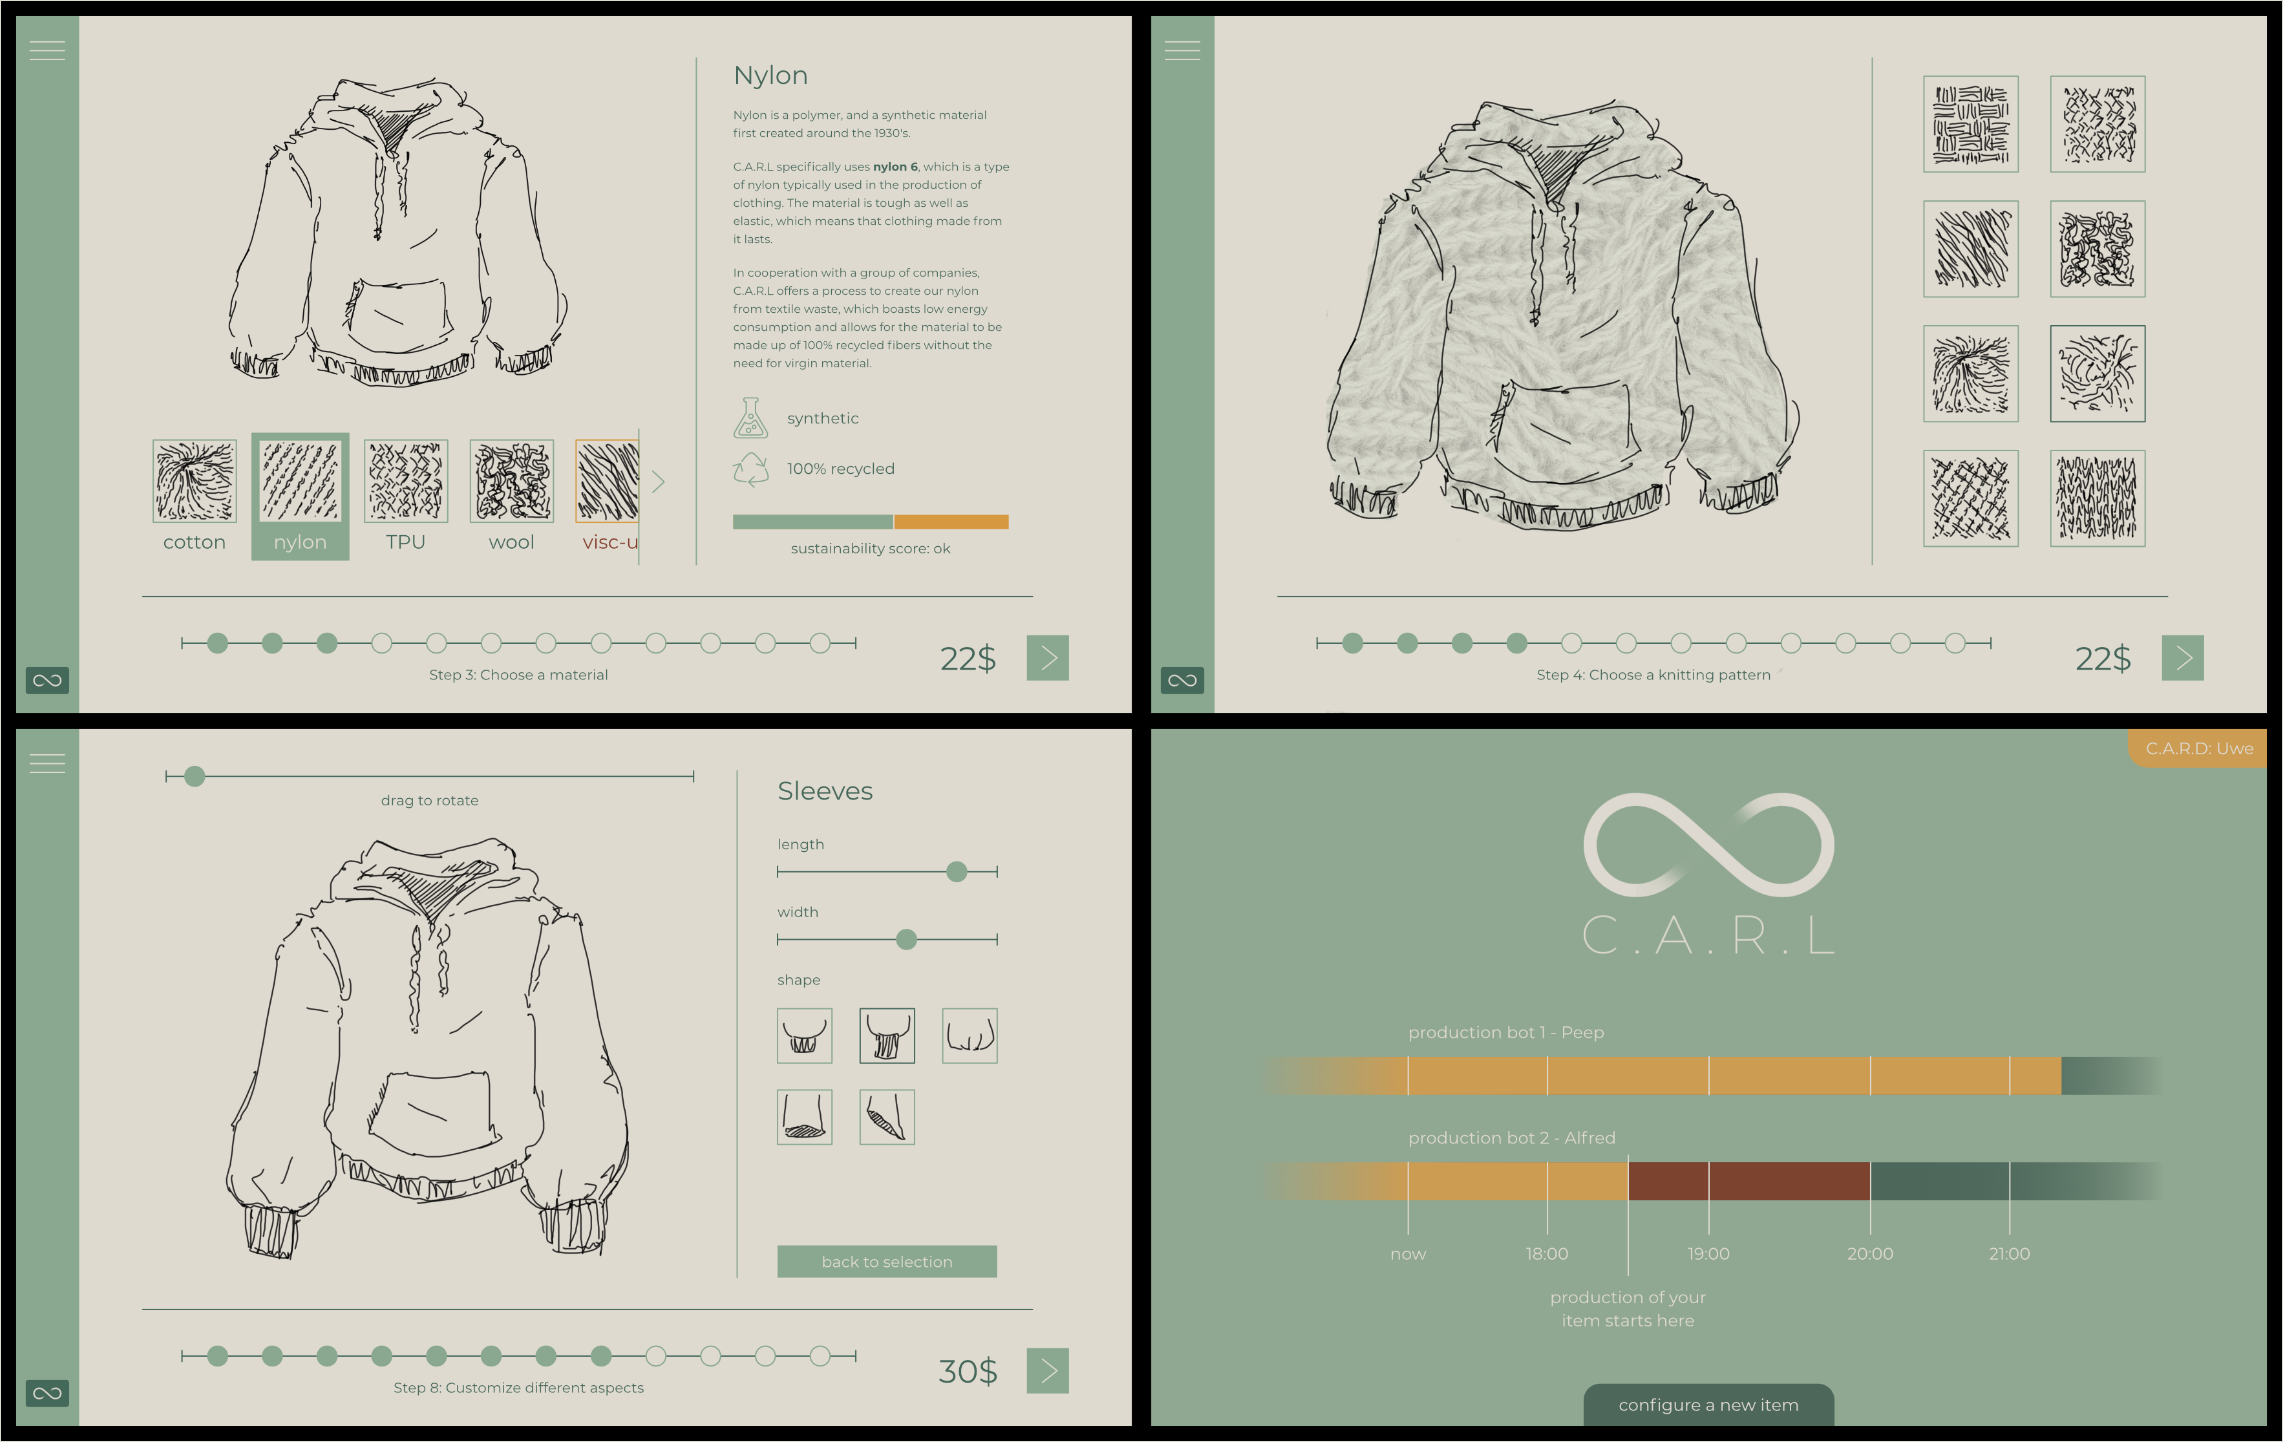 Nylon
Nylon is a polymer, and a synthetic material
first created around the 1930's.
C.A.R.L specifically uses nylon 6, which is a type
of nylon typically used in the production of
clothing. The material is tough as well as
elastic, which means that clothing made from
it lasts.
In cooperation with a group of companies,
C.A.R.L offers a process to create our nylon
from textile waste, which boasts low energy
consumption and allows for the material to be
made up of 100% recycled fibers without the
need for virgin material.
synthetic
100% recycled
sustainability score: ok
cotton
nylon
TPU
wool
visc-u
Step 3: Choose a material
22$
Step 4: Choose a knitting pattern
22$
drag to rotate
Sleeves
length
width
shape
back to selection
Step 8: Customize different aspects
30$
C.A.R.D: Uwe
C.A.R.L
production bot 1 - Peep
production bot 2 - Alfred
now
18:00
19:00
20:00
21:00
production of your
item starts here
configure a new item